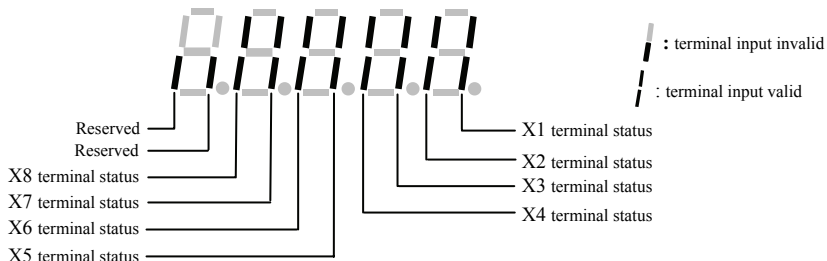 : terminal input invalid
: terminal input valid
Reserved
Reserved
X8 terminal status
X7 terminal status
X6 terminal status
X5 terminal status
X1 terminal status
X2 terminal status
X3 terminal status
X4 terminal status